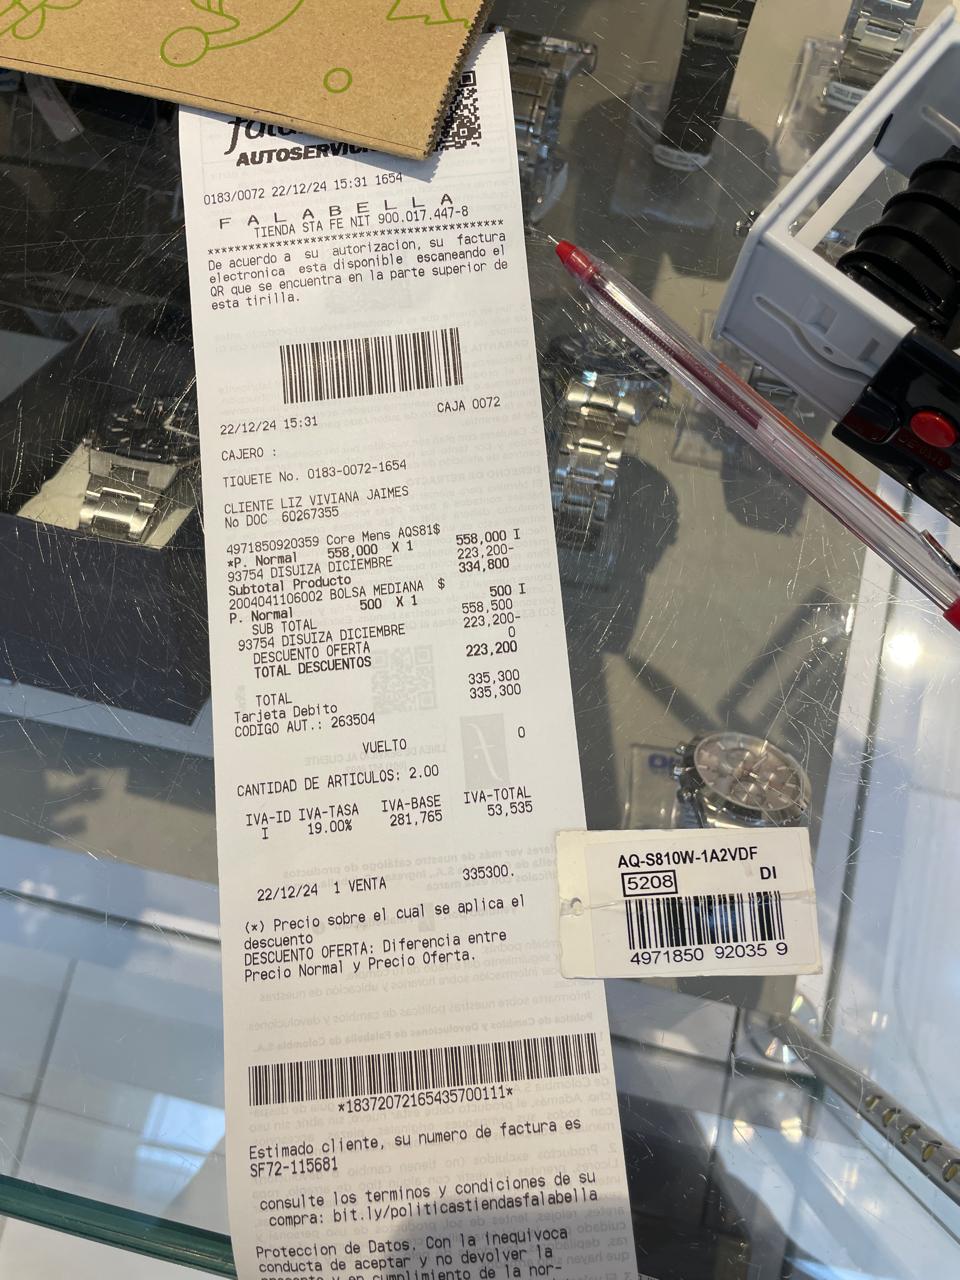 AUTOSERVIC
0183/0072 22/12/24 15:31 1654
F A L A B E L L A
TIENDA STA FE NIT 900.017.447-8
****************************************
De acuerdo a su autorizacion, su factura
electronica esta disponible escaneando el
QR que se encuentra en la parte superior de
esta tirilla.
22/12/24 15:31 CAJA 0072
CAJERO :
TIQUETE No. 0183-0072-1654
CLIENTE LIZ VIVIANA JAIMES
No DOC 60267355
4971850920359 Core Mens AQS81$
*P. Normal 558,000 X 1 558,000 I
93754 DISUIZA DICIEMBRE 223,200-
Subtotal Producto 334,800
2004041106002 BOLSA MEDIANA $
P. Normal 500 X 1 500 I
SUB TOTAL 558,500
93754 DISUIZA DICIEMBRE 223,200-
DESCUENTO OFERTA 0
TOTAL DESCUENTOS 223,200
TOTAL 335,300
Tarjeta Debito 335,300
CODIGO AUT.: 263504
VUELTO 0
CANTIDAD DE ARTICULOS: 2.00
IVA-ID IVA-TASA IVA-BASE IVA-TOTAL
I 19.00% 281,765 53,535
22/12/24 1 VENTA 335300.
(*) Precio sobre el cual se aplica el
descuento
DESCUENTO OFERTA: Diferencia entre
Precio Normal y Precio Oferta.
*18372072165435700111*
Estimado cliente, su numero de factura es
SF72-115681
consulte los terminos y condiciones de su
compra: bit.ly/politicastiendasfalabella
Proteccion de Datos. Con la inequivoca
conducta de aceptar y no devolver la
AQ-S810W-1A2VDF
5208 DI
4971850 92035 9